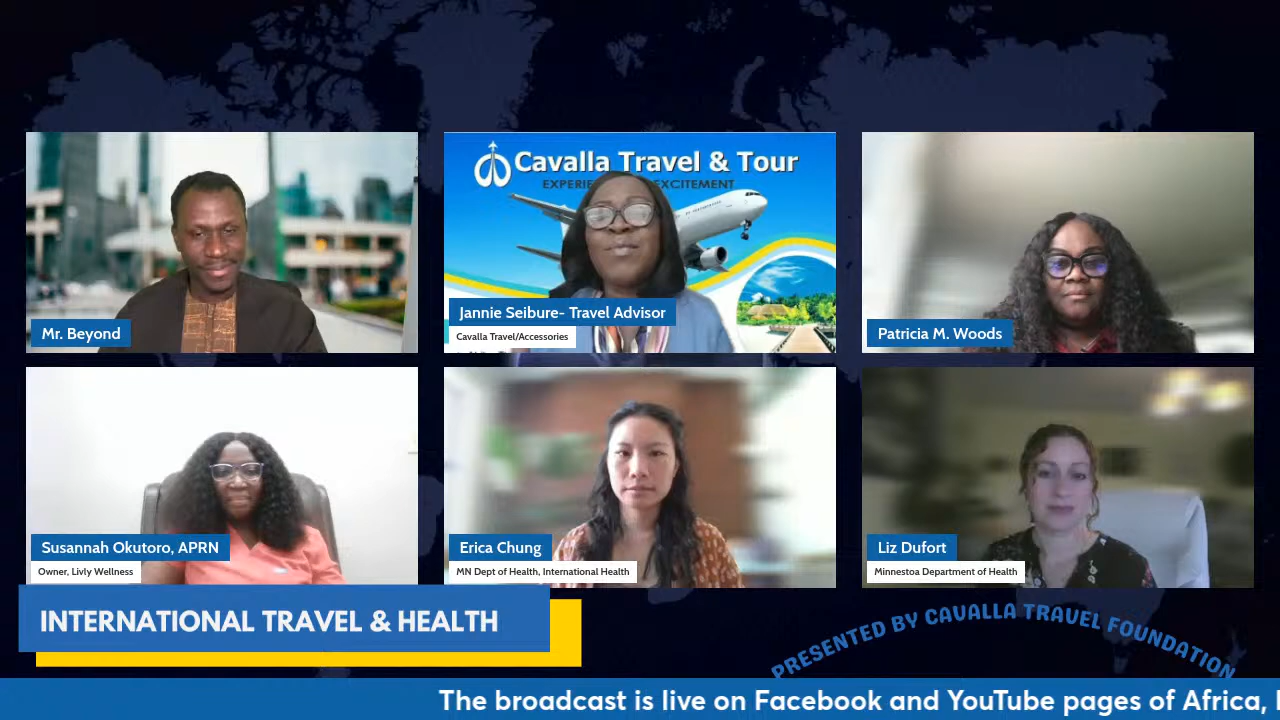 Cavalla Travel & Tour
EXCITEMENT
Mr. Beyond
Jannie Seibure- Travel Advisor
Cavalla Travel/Accessories
Patricia M. Woods
Susannah Okutoro, APRN
Owner, Livly Wellness
Erica Chung
MN Dept of Health, International Health
Liz Dufort
Minnestoa Department of Health
INTERNATIONAL TRAVEL & HEALTH
PRESENTED BY CAVALLA TRAVEL FOUNDATION
The broadcast is live on Facebook and YouTube pages of Africa,